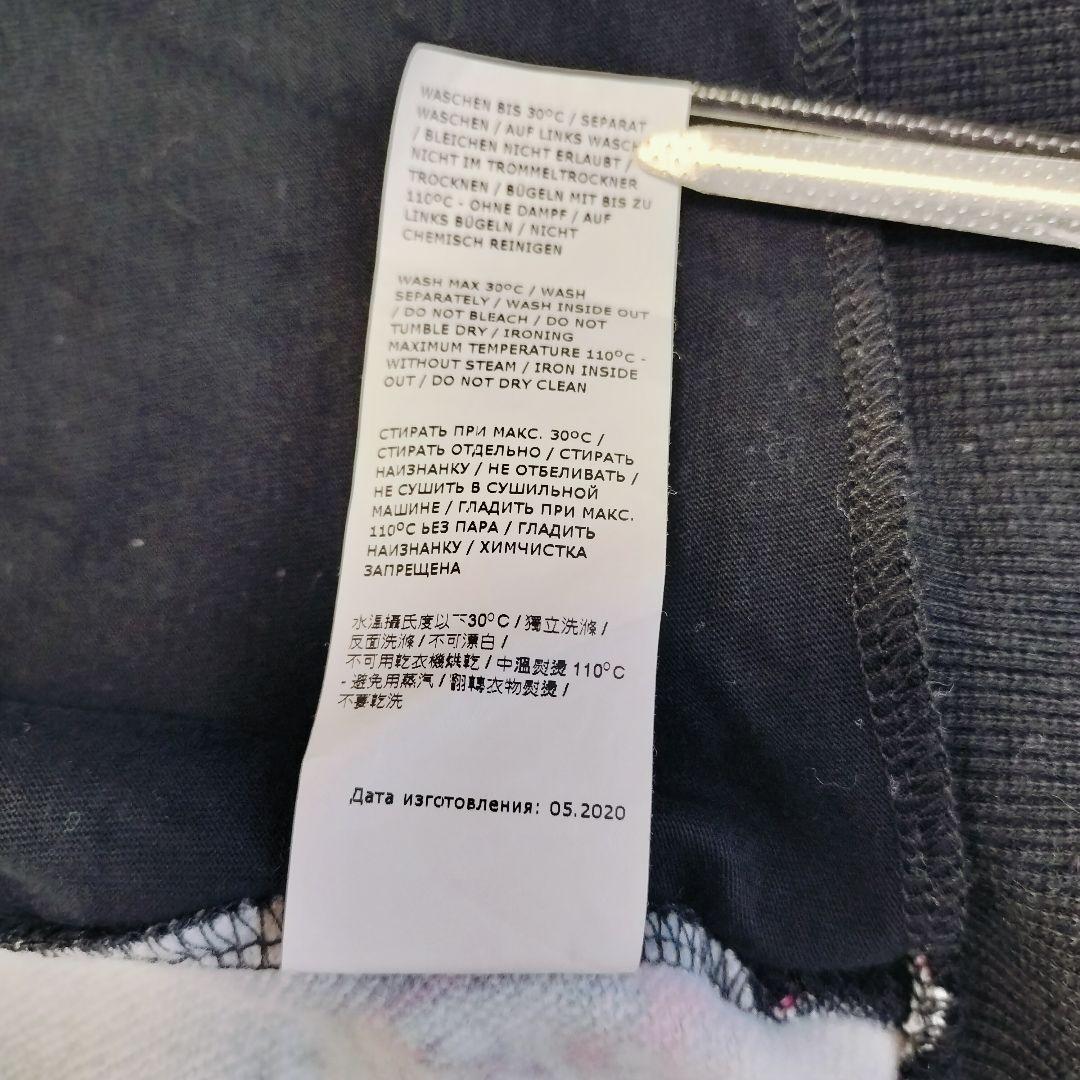 WASCHEN BIS 30°C / SEPARAT
WASCHEN / AUF LINKS WASCH
/ BLEICHEN NICHT ERLAUBT /
NICHT IM TROMMELTROCKNER
TROCKNEN / BÜGELN MIT BIS ZU
110°C - OHNE DAMPF / AUF
LINKS BÜGELN / NICHT
CHEMISCH REINIGEN
WASH MAX 30°C / WASH
SEPARATELY / WASH INSIDE OUT
/ DO NOT BLEACH / DO NOT
TUMBLE DRY / IRONING
MAXIMUM TEMPERATURE 110°C -
WITHOUT STEAM / IRON INSIDE
OUT / DO NOT DRY CLEAN
СТИРАТЬ ПРИ МАКС. 30°C /
СТИРАТЬ ОТДЕЛЬНО / СТИРАТЬ
НАИЗНАНКУ / НЕ ОТБЕЛИВАТЬ /
НЕ СУШИТЬ В СУШИЛЬНОЙ
МАШИНЕ / ГЛАДИТЬ ПРИ МАКС.
110°C ЬЕЗ ПАРА / ГЛАДИТЬ
НАИЗНАНКУ / ХИМЧИСТКА
ЗАПРЕЩЕНА
水溫攝氏度以下30°C / 獨立洗滌 /
反面洗滌 / 不可漂白 /
不可用乾衣機烘乾 / 中溫熨燙 110°C
- 避免用蒸汽 / 翻轉衣物熨燙 /
不要乾洗
Дата изготовления: 05.2020